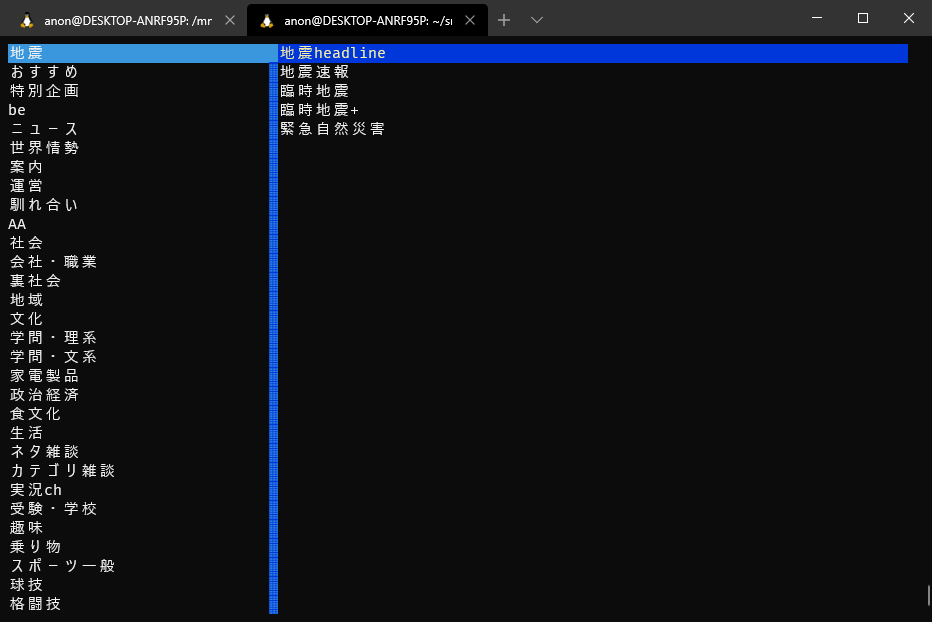 anon@DESKTOP-ANRF95P: /mr
anon@DESKTOP-ANRF95P: ~/sı
地震
おすすめ
特別企画
be
ニュース
世界情勢
案内
運営
馴れ合い
AA
社会
会社・職業
裏社会
地域
文化
学問・理系
学問・文系
家電製品
政治経済
食文化
生活
ネタ雑談
カテゴリ雑談
実況ch
受験・学校
趣味
乗り物
スポーツ一般
球技
格闘技
地震headline
地震速報
臨時地震
臨時地震+
緊急自然災害